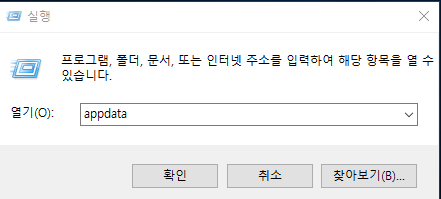 실행
프로그램, 폴더, 문서, 또는 인터넷 주소를 입력하여 해당 항목을 열 수
있습니다.
열기(O): appdata
확인 취소 찾아보기(B)...